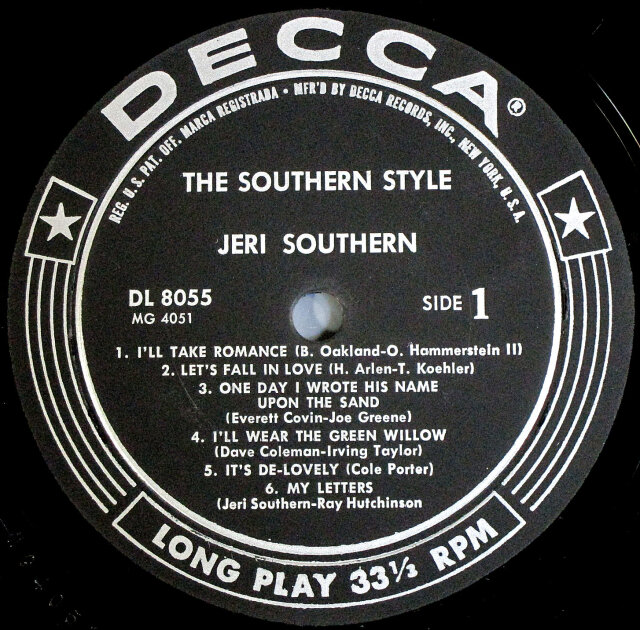 DECCA®
REG. U. S. PAT. OFF. MARCA REGISTRADA • MFR'D BY DECCA RECORDS, INC., NEW YORK, U.S.A.
THE SOUTHERN STYLE
JERI SOUTHERN
DL 8055
MG 4051
SIDE 1
1. I'LL TAKE ROMANCE (B. Oakland-O. Hammerstein II)
2. LET'S FALL IN LOVE (H. Arlen-T. Koehler)
3. ONE DAY I WROTE HIS NAME
UPON THE SAND
(Everett Covin-Joe Greene)
4. I'LL WEAR THE GREEN WILLOW
(Dave Coleman-Irving Taylor)
5. IT'S DE-LOVELY (Cole Porter)
6. MY LETTERS
(Jeri Southern-Ray Hutchinson
LONG PLAY 33⅓ RPM